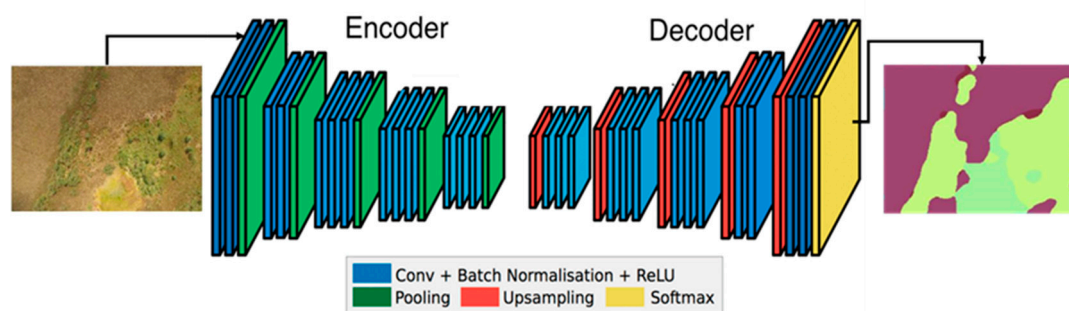 Encoder
Decoder
Conv + Batch Normalisation + ReLU
Pooling
Upsampling
Softmax